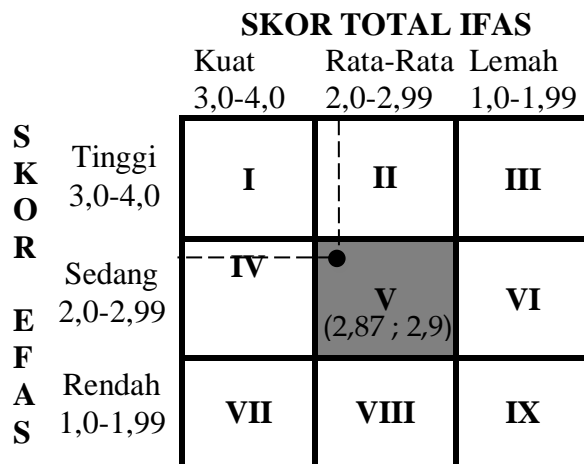 SKOR TOTAL IFAS
Kuat Rata-Rata Lemah
3,0-4,0 2,0-2,99 1,0-1,99
SKOR EFAS
Tinggi
3,0-4,0
I II III
Sedang
2,0-2,99
IV V VI
(2,87 ; 2,9)
Rendah
1,0-1,99
VII VIII IX